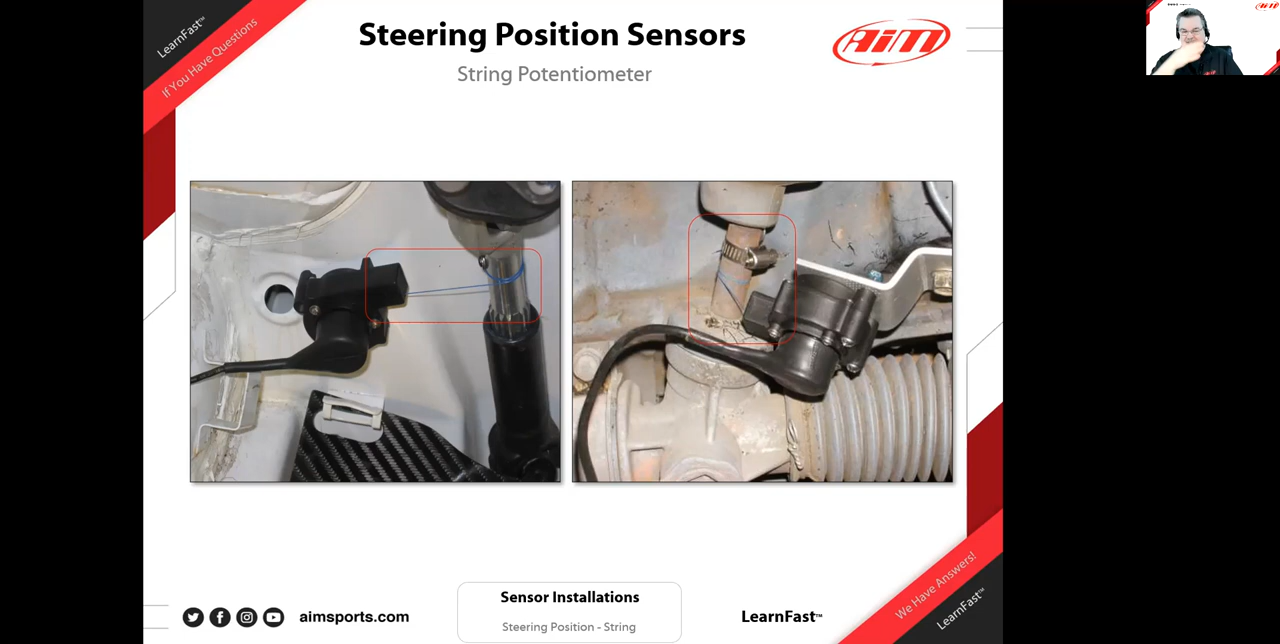 LearnFast™
If You Have Questions
Steering Position Sensors
String Potentiometer
AiM
aimsports.com
Sensor Installations
Steering Position - String
LearnFast™
We Have Answers!
LearnFast™